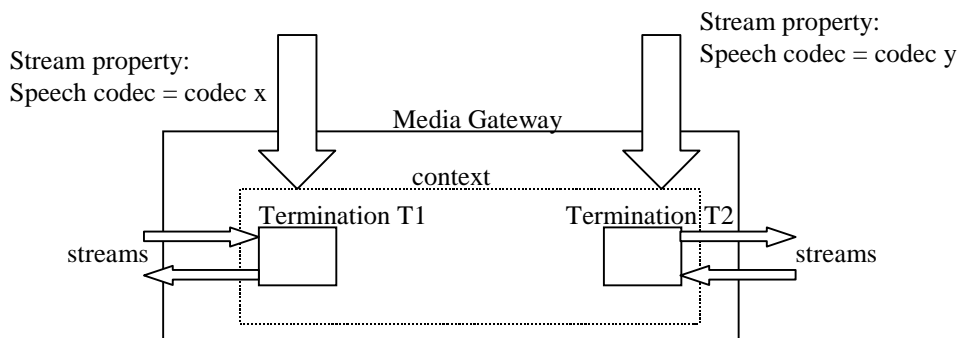 Stream property:
Speech codec = codec x
Stream property:
Speech codec = codec y
Media Gateway
context
Termination T1
Termination T2
streams
streams